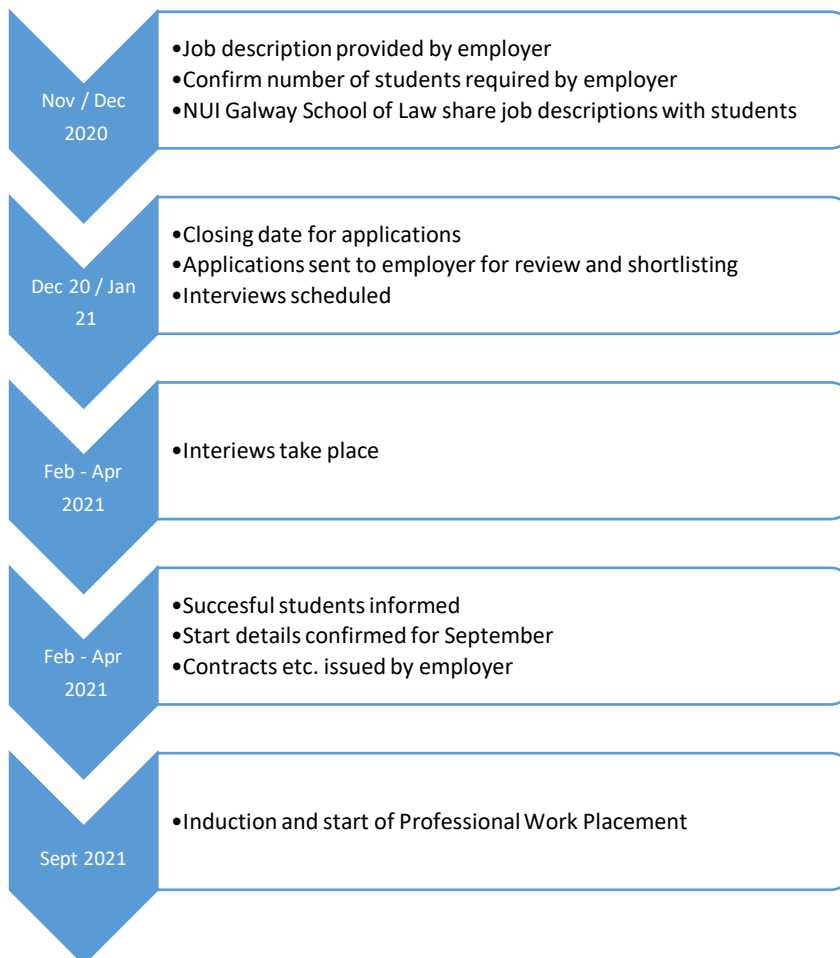 Nov / Dec
2020
•Job description provided by employer
•Confirm number of students required by employer
•NUI Galway School of Law share job descriptions with students
Dec 20 / Jan
21
•Closing date for applications
•Applications sent to employer for review and shortlisting
•Interviews scheduled
Feb - Apr
2021
•Interiews take place
Feb - Apr
2021
•Succesful students informed
•Start details confirmed for September
•Contracts etc. issued by employer
Sept 2021
•Induction and start of Professional Work Placement